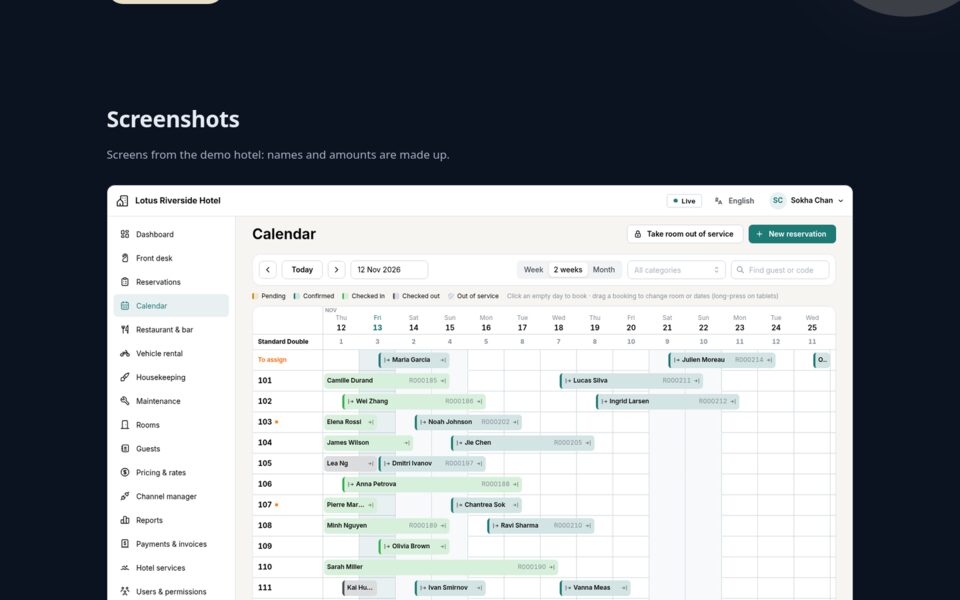 Screenshots
Screens from the demo hotel: names and amounts are made up.
Lotus Riverside Hotel
Live
English
SC
Sokha Chan
Dashboard
Front desk
Reservations
Calendar
Restaurant & bar
Vehicle rental
Housekeeping
Maintenance
Rooms
Guests
Pricing & rates
Channel manager
Reports
Payments & invoices
Hotel services
Users & permissions
Calendar
Take room out of service
+ New reservation
Today
12 Nov 2026
Week
2 weeks
Month
All categories
Find guest or code
Pending
Confirmed
Checked in
Checked out
Out of service
Click an empty day to book · drag a booking to change room or dates (long-press on tablets)
NOV
Thu Fri Sat Sun Mon Tue Wed Thu Fri Sat Sun Mon Tue Wed
12 13 14 15 16 17 18 19 20 21 22 23 24 25
Standard Double 1 3 2 4 5 8 7 8 10 9 10 11 12 11
To assign Maria Garcia Julien Moreau R000214 O..
101 Camille Durand R000185 Lucas Silva R000211
102 Wei Zhang R000186 Ingrid Larsen R000212
103 Elena Rossi Noah Johnson R000202
104 James Wilson Jie Chen R000205
105 Lea Ng Dmitri Ivanov R000197
106 Anna Petrova R000188
107 Pierre Mar... Chantrea Sok
108 Minh Nguyen R000189 Ravi Sharma R000210
109 Olivia Brown
110 Sarah Miller R000190
111 Kai Hu... Ivan Smirnov Vanna Meas